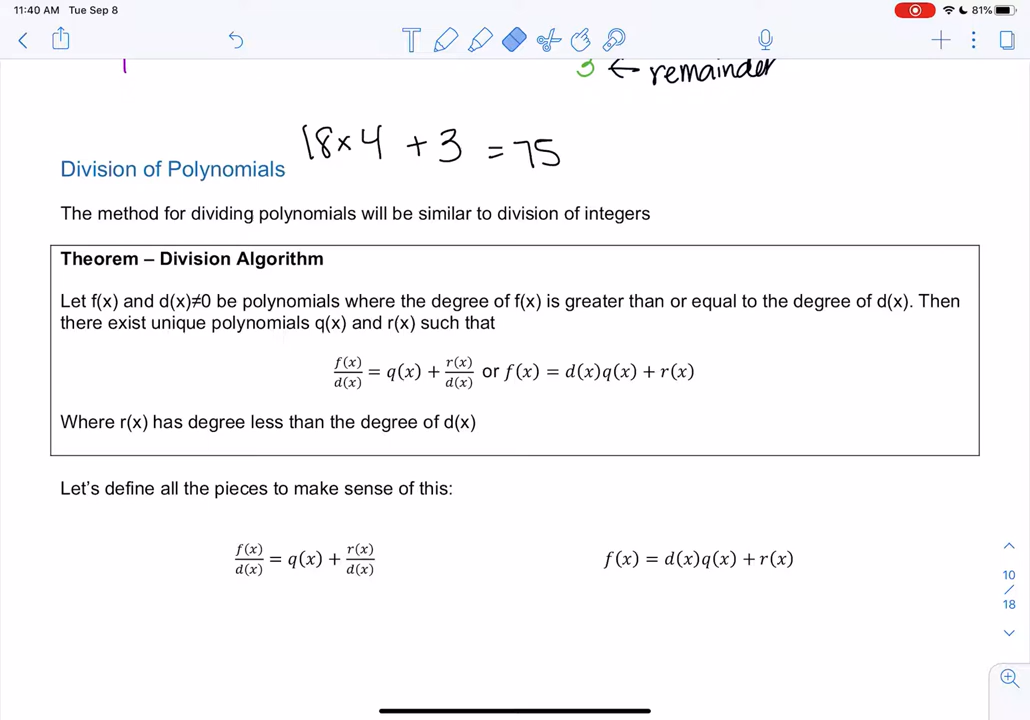 11:40 AM Tue Sep 8
81%
T
3 ← remainder
18×4 + 3 = 75
Division of Polynomials
The method for dividing polynomials will be similar to division of integers
Theorem – Division Algorithm
Let f(x) and d(x)≠0 be polynomials where the degree of f(x) is greater than or equal to the degree of d(x). Then
there exist unique polynomials q(x) and r(x) such that
f(x)/d(x) = q(x) + r(x)/d(x) or f(x) = d(x)q(x) + r(x)
Where r(x) has degree less than the degree of d(x)
Let's define all the pieces to make sense of this:
f(x)/d(x) = q(x) + r(x)/d(x)
f(x) = d(x)q(x) + r(x)
10
/
18